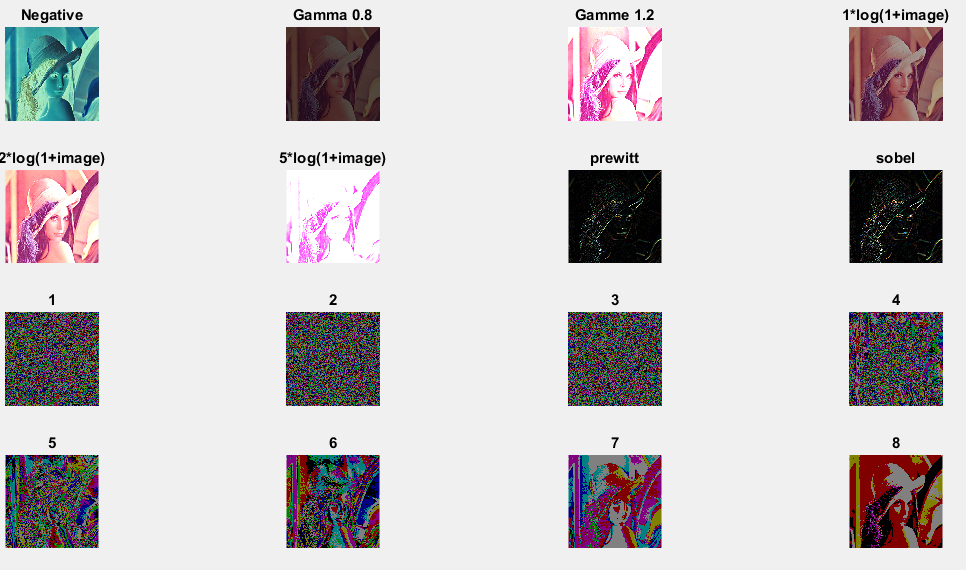 Negative
Gamma 0.8
Gamme 1.2
1*log(1+image)
2*log(1+image)
5*log(1+image)
prewitt
sobel
1
2
3
4
5
6
7
8